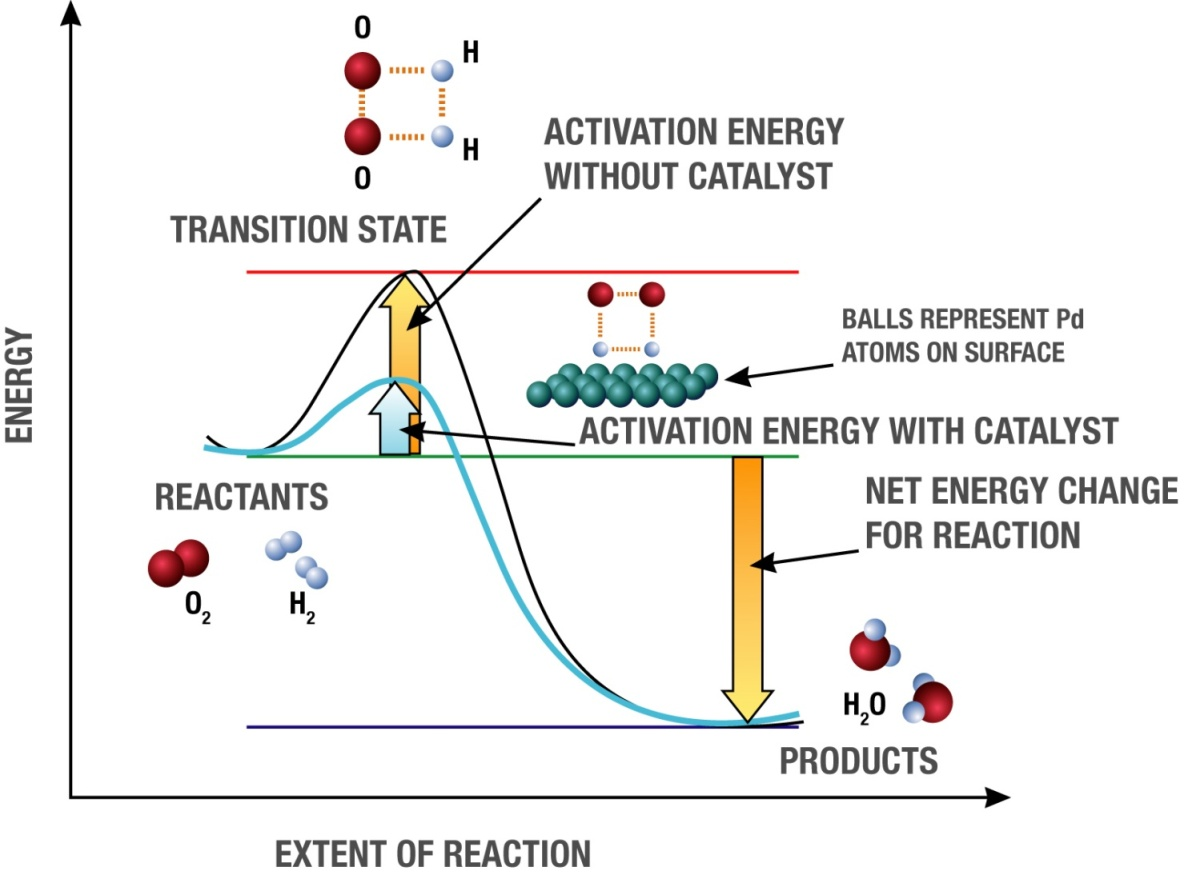 O
H
H
O
ACTIVATION ENERGY
WITHOUT CATALYST
TRANSITION STATE
BALLS REPRESENT Pd
ATOMS ON SURFACE
ENERGY
ACTIVATION ENERGY WITH CATALYST
REACTANTS
NET ENERGY CHANGE
FOR REACTION
O₂
H₂
H₂O
PRODUCTS
EXTENT OF REACTION